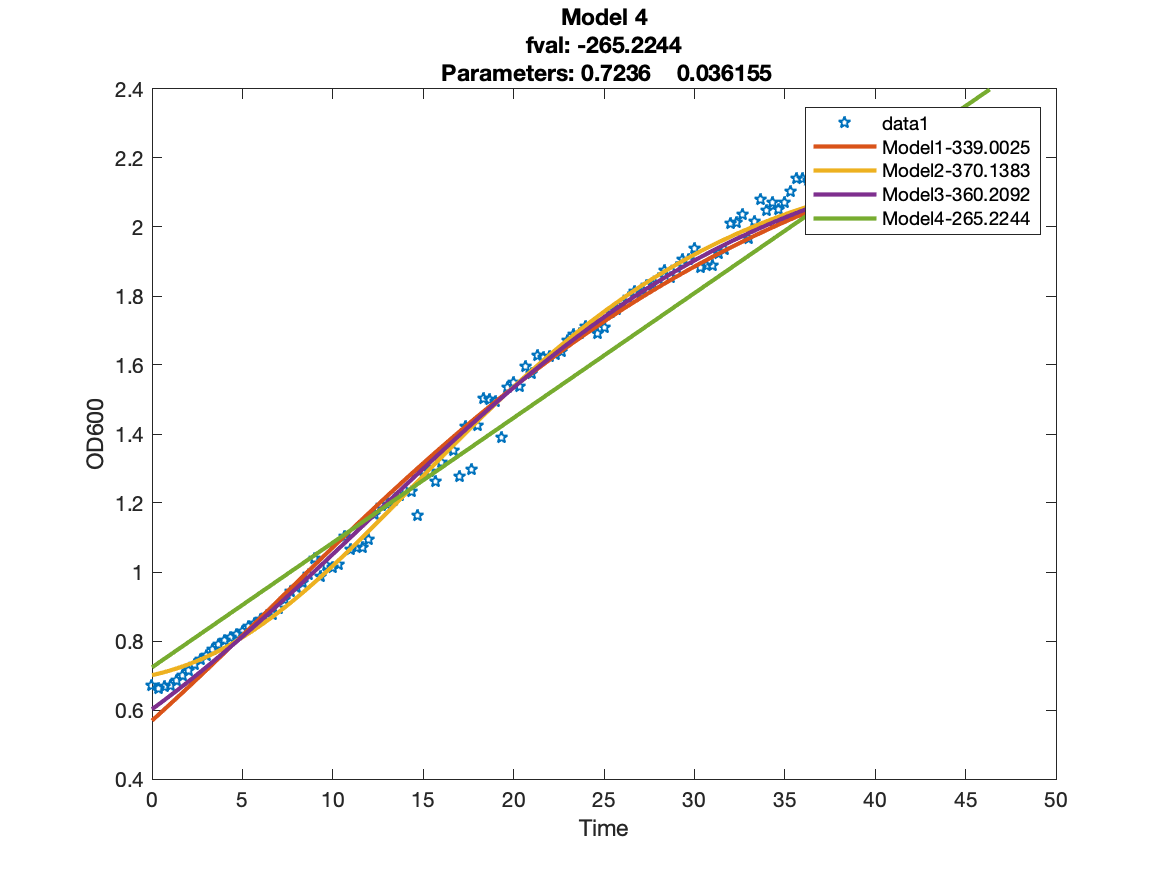 Model 4
fval: -265.2244
Parameters: 0.7236 0.036155
2.4
2.2
2
1.8
1.6
1.4
1.2
1
0.8
0.6
0.4
OD600
data1
Model1-339.0025
Model2-370.1383
Model3-360.2092
Model4-265.2244
0 5 10 15 20 25 30 35 40 45 50
Time